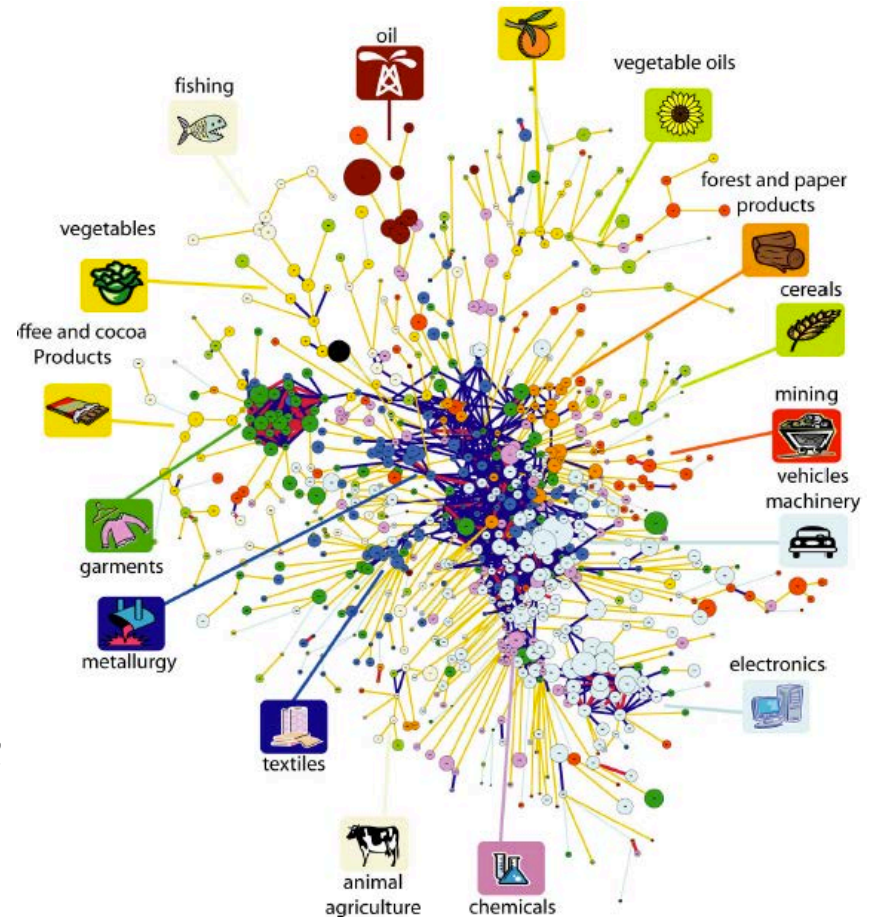 oil
fishing
vegetable oils
forest and paper
products
vegetables
cereals
ffee and cocoa
Products
mining
vehicles
machinery
garments
metallurgy
electronics
textiles
animal
agriculture
chemicals